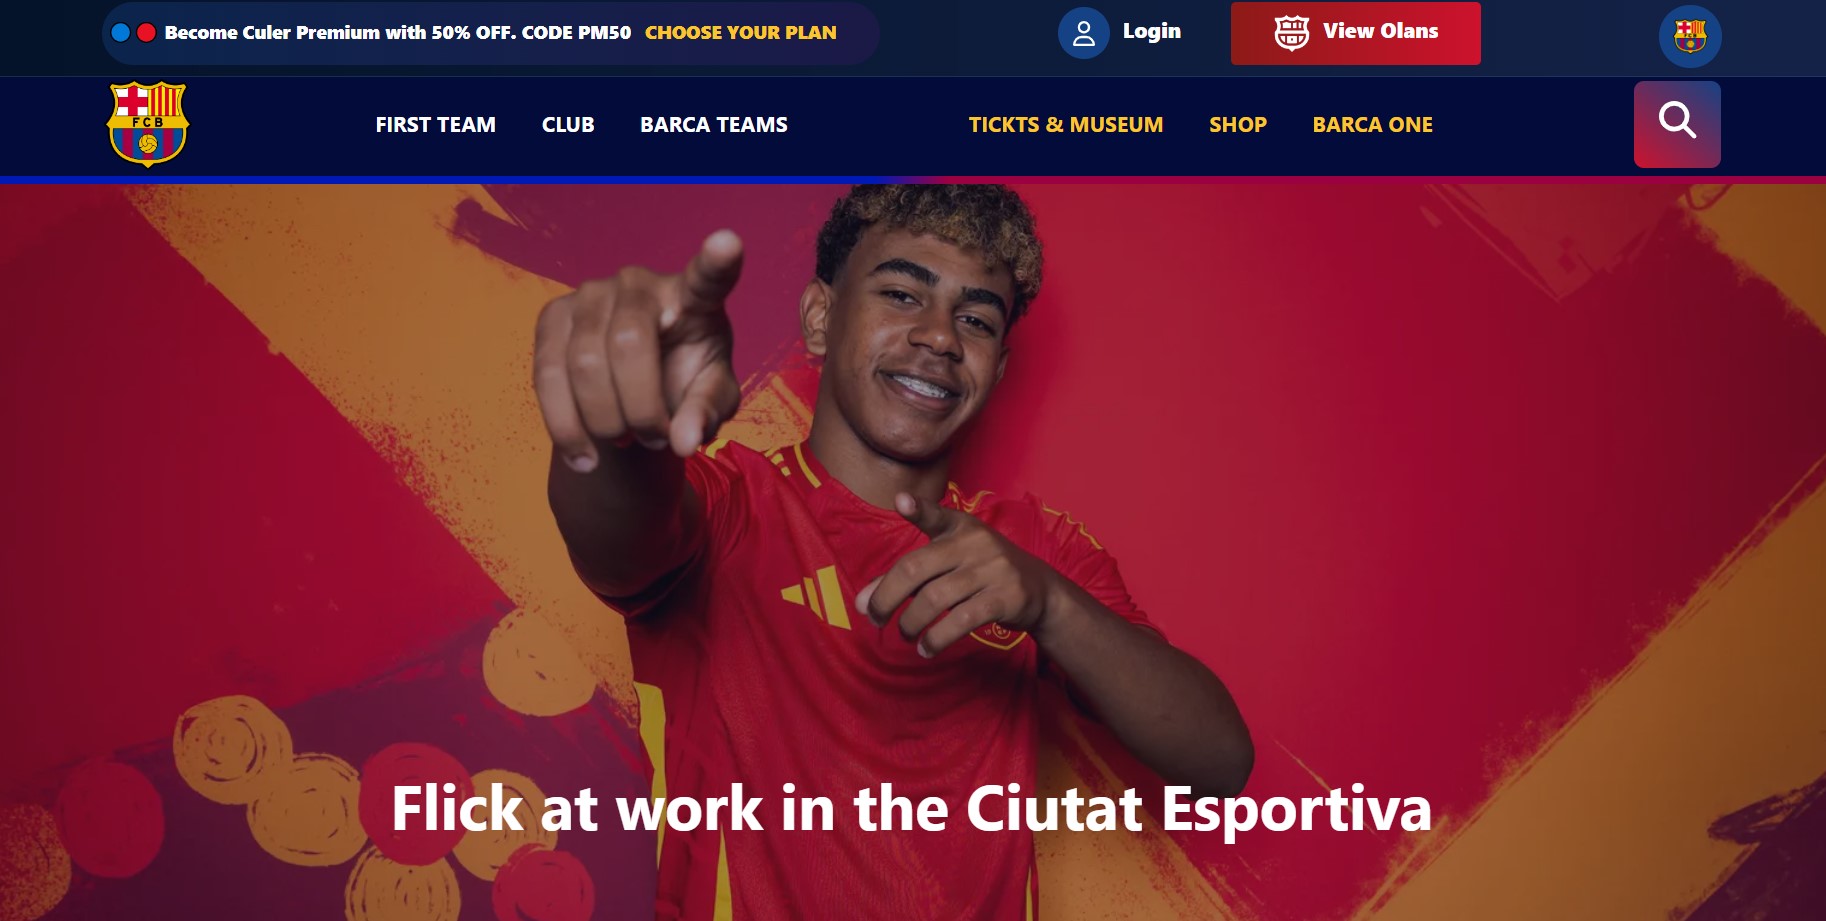 Become Culer Premium with 50% OFF. CODE PM50 CHOOSE YOUR PLAN
Login
View Olans
FCB
FIRST TEAM
CLUB
BARCA TEAMS
TICKTS & MUSEUM
SHOP
BARCA ONE
Flick at work in the Ciutat Esportiva